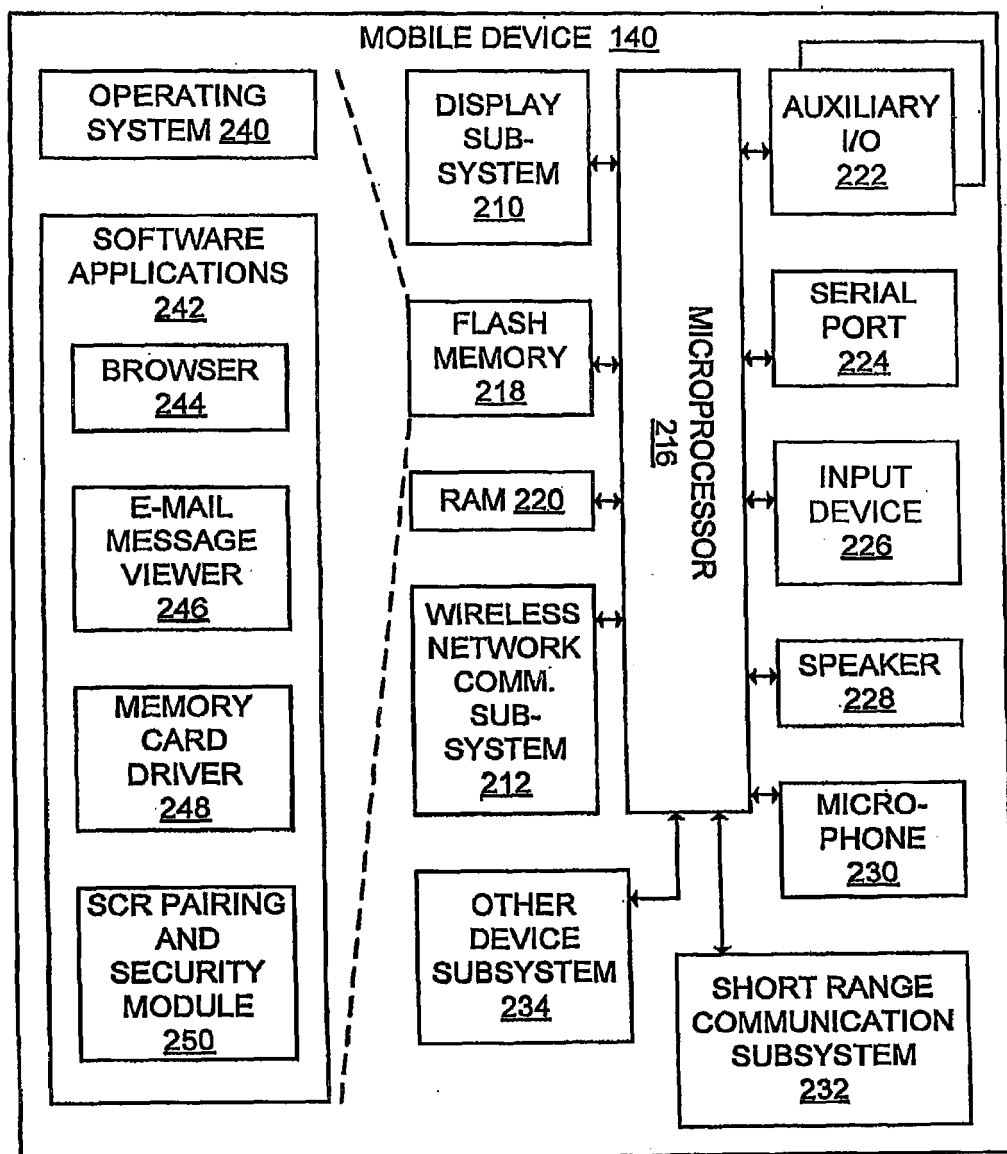 MOBILE DEVICE 140
OPERATING
SYSTEM 240
SOFTWARE
APPLICATIONS
242
BROWSER
244
E-MAIL
MESSAGE
VIEWER
246
MEMORY
CARD
DRIVER
248
SCR PAIRING
AND
SECURITY
MODULE
250
DISPLAY
SUB-
SYSTEM
210
FLASH
MEMORY
218
RAM 220
WIRELESS
NETWORK
COMM.
SUB-
SYSTEM
212
OTHER
DEVICE
SUBSYSTEM
234
MICROPROCESSOR
216
AUXILIARY
I/O
222
SERIAL
PORT
224
INPUT
DEVICE
226
SPEAKER
228
MICRO-
PHONE
230
SHORT RANGE
COMMUNICATION
SUBSYSTEM
232